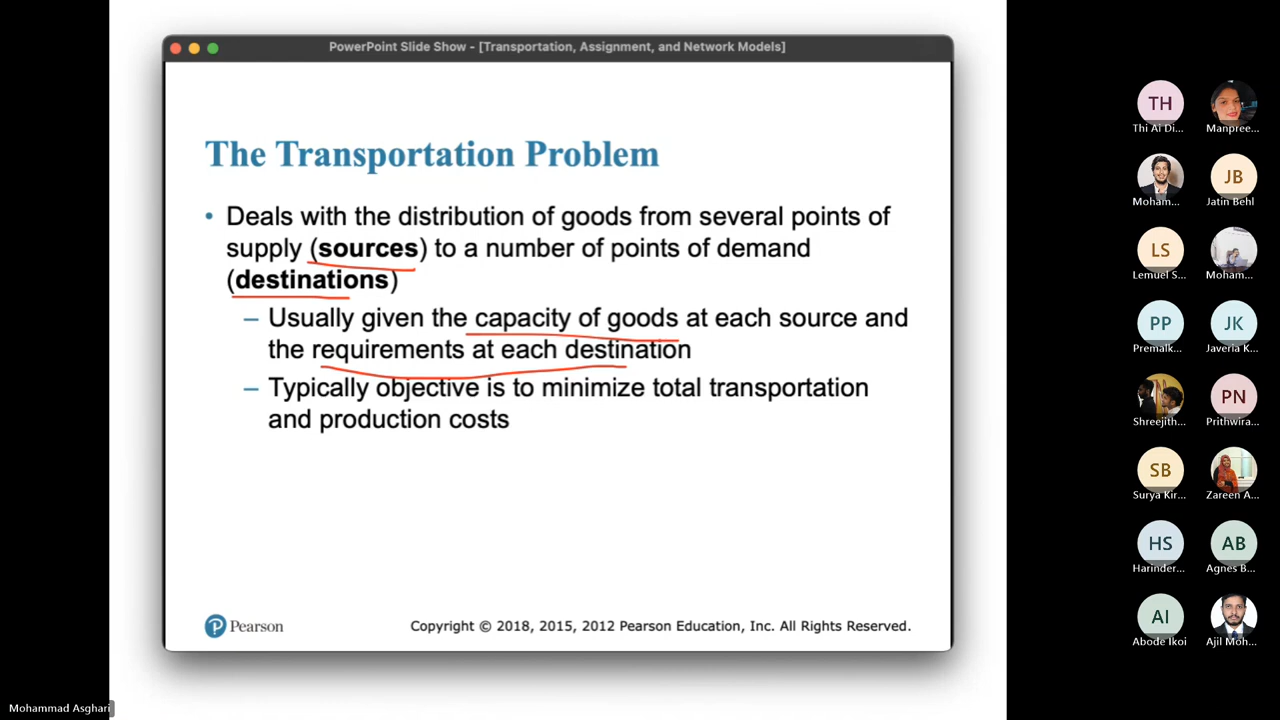 PowerPoint Slide Show - [Transportation, Assignment, and Network Models]
The Transportation Problem
• Deals with the distribution of goods from several points of
supply (sources) to a number of points of demand
(destinations)
– Usually given the capacity of goods at each source and
the requirements at each destination
– Typically objective is to minimize total transportation
and production costs
Pearson
Copyright © 2018, 2015, 2012 Pearson Education, Inc. All Rights Reserved.
Mohammad Asghari
TH
Thi Ai Di...
Manpree...
Moham...
JB
Jatin Behl
LS
Lemuel S...
Moham...
PP
Premalk...
JK
Javeria K...
Shreejith...
PN
Prithwira...
SB
Surya Kir...
Zareen A...
HS
Harinder...
AB
Agnes B...
AI
Abode Ikoi
Ajil Moh...